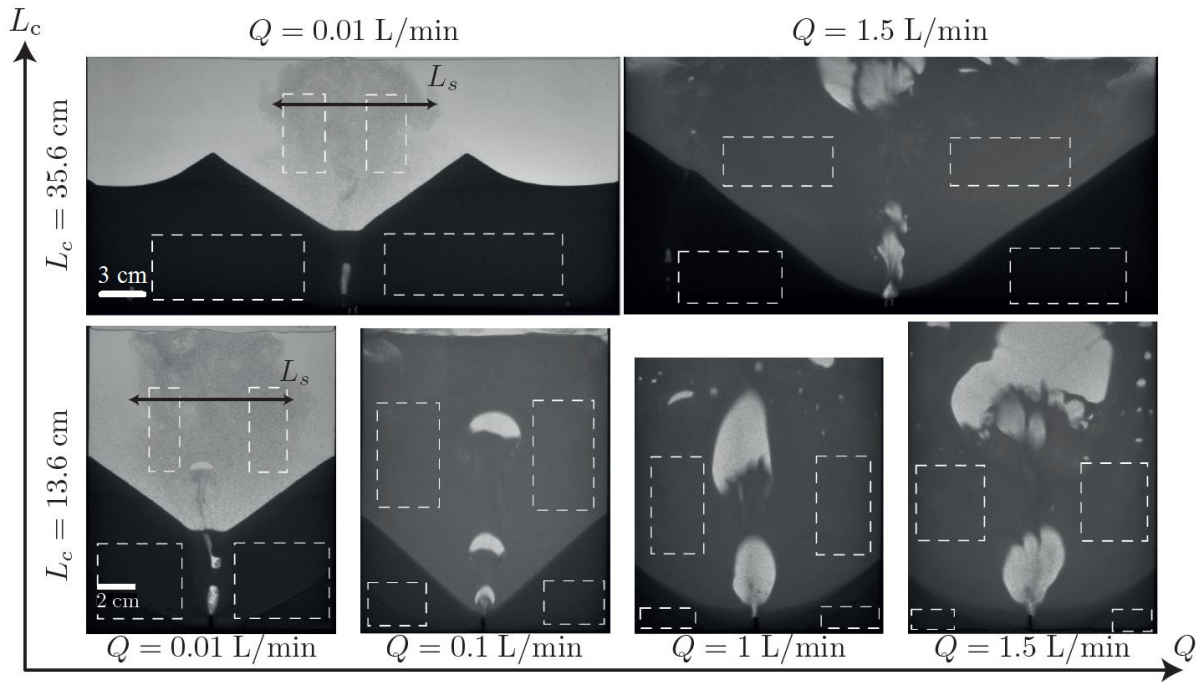 L_c
Q = 0.01 L/min
Q = 1.5 L/min
L_c = 35.6 cm
L_s
3 cm
L_c = 13.6 cm
L_s
2 cm
Q = 0.01 L/min
Q = 0.1 L/min
Q = 1 L/min
Q = 1.5 L/min
Q